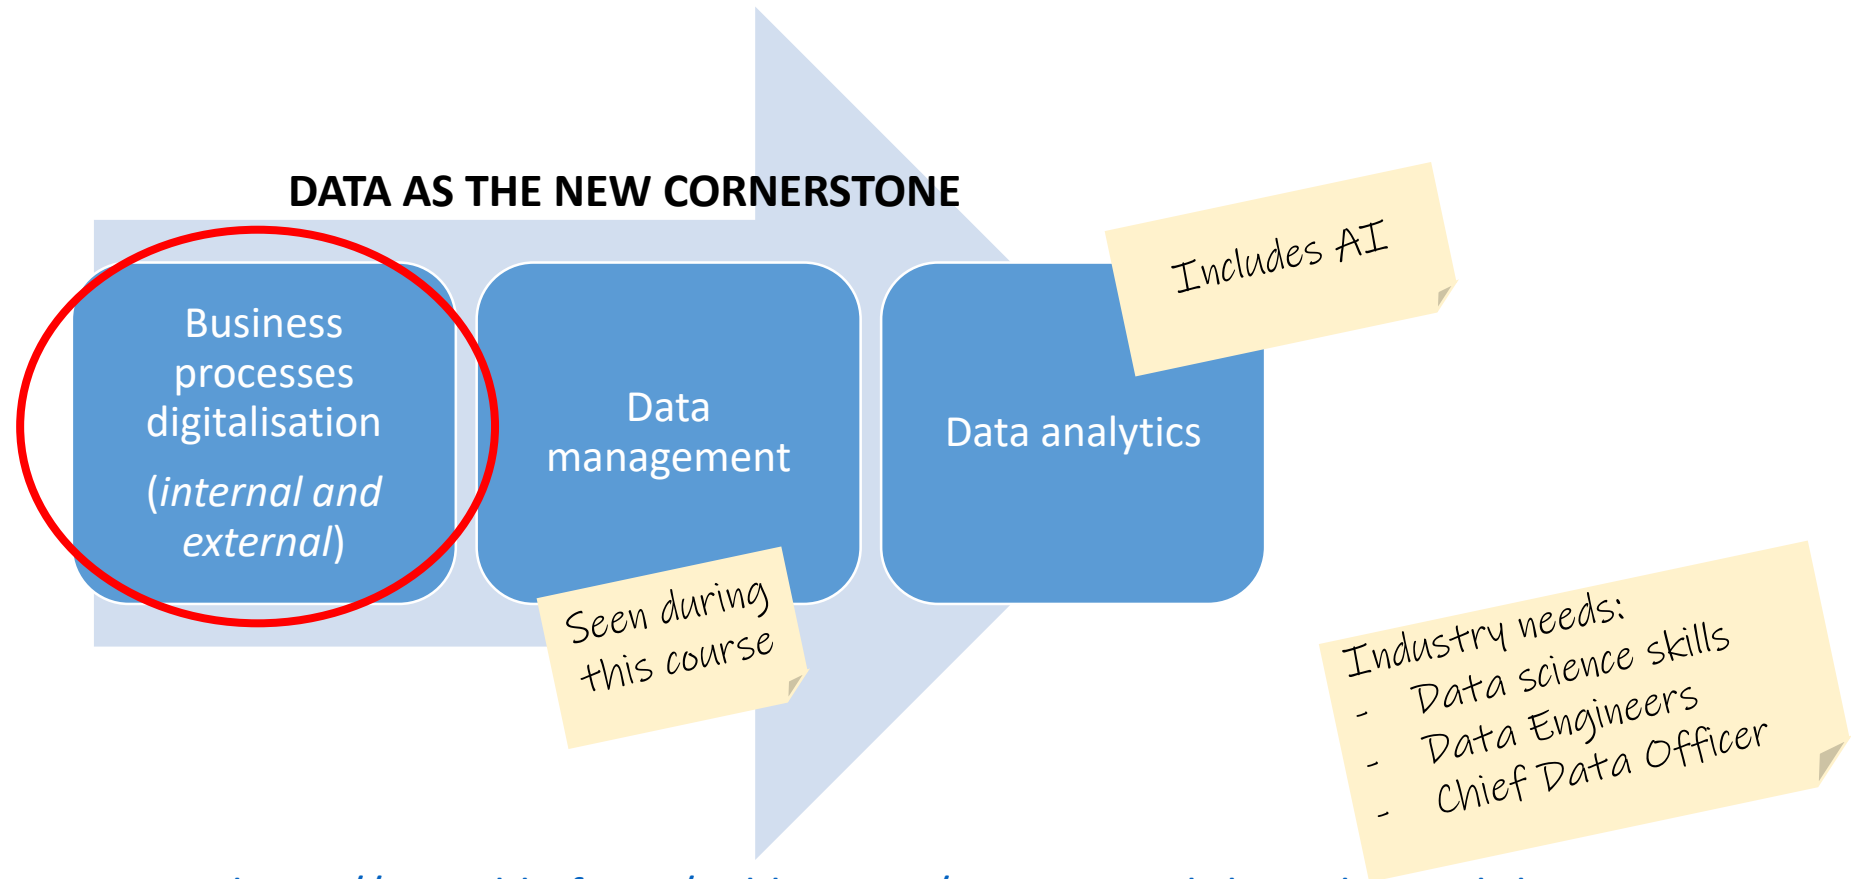 DATA AS THE NEW CORNERSTONE
Business
processes
digitalisation
(internal and
external)
Data
management
Data analytics
Includes AI
Seen during
this course
Industry needs:
- Data science skills
- Data Engineers
- Chief Data Officer